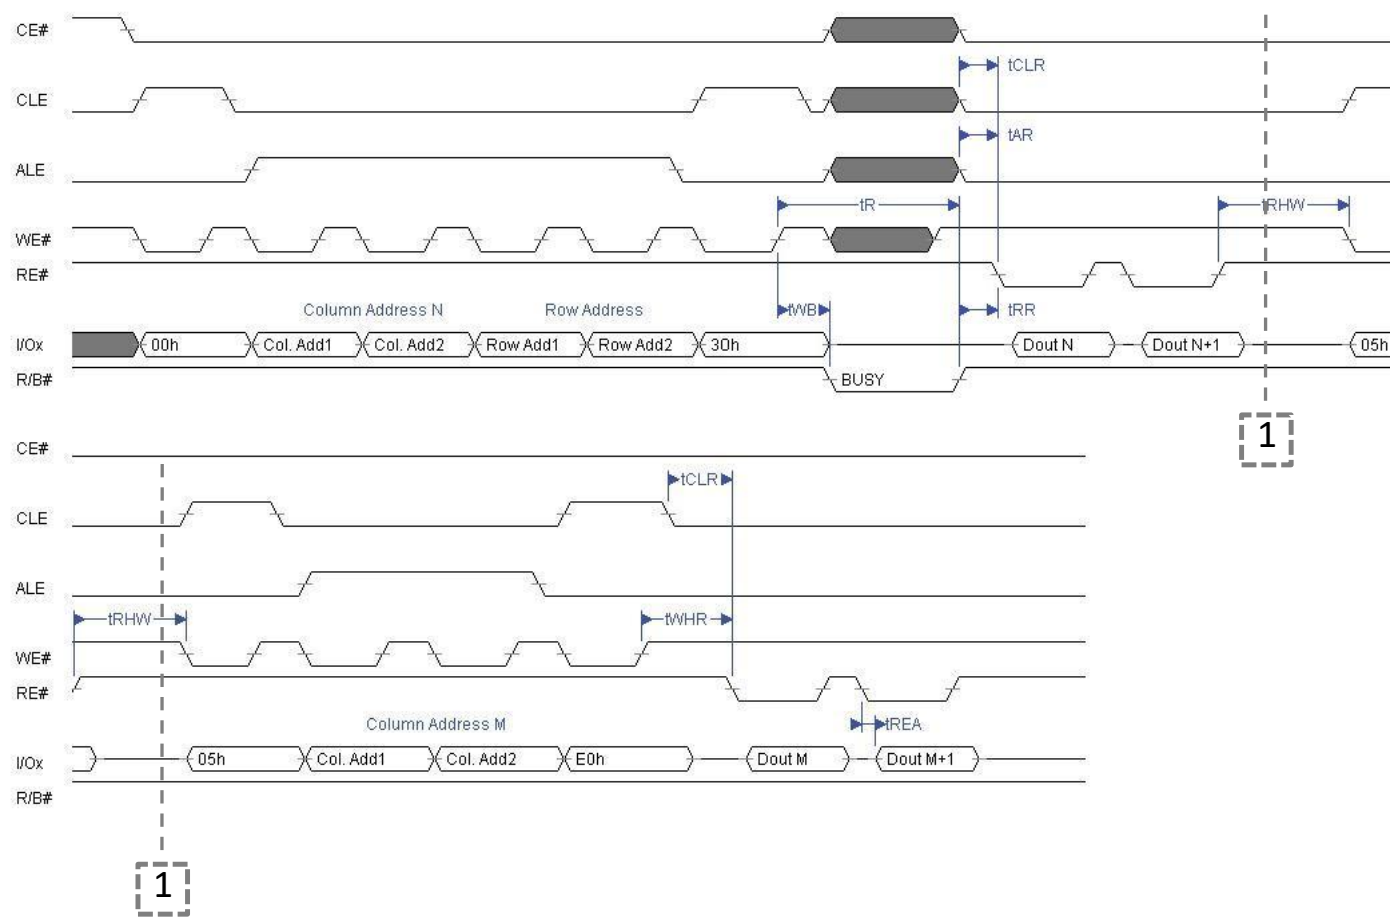 CE#
tCLR
CLE
tAR
ALE
tR
tRHW
WE#
RE#
Column Address N Row Address tWB tRR
I/Ox 00h Col. Add1 Col. Add2 Row Add1 Row Add2 30h Dout N Dout N+1 05h
R/B# BUSY
1
CE#
tCLR
CLE
ALE
tRHW tWHR
WE#
RE#
Column Address M tREA
I/Ox 05h Col. Add1 Col. Add2 E0h Dout M Dout M+1
R/B#
1